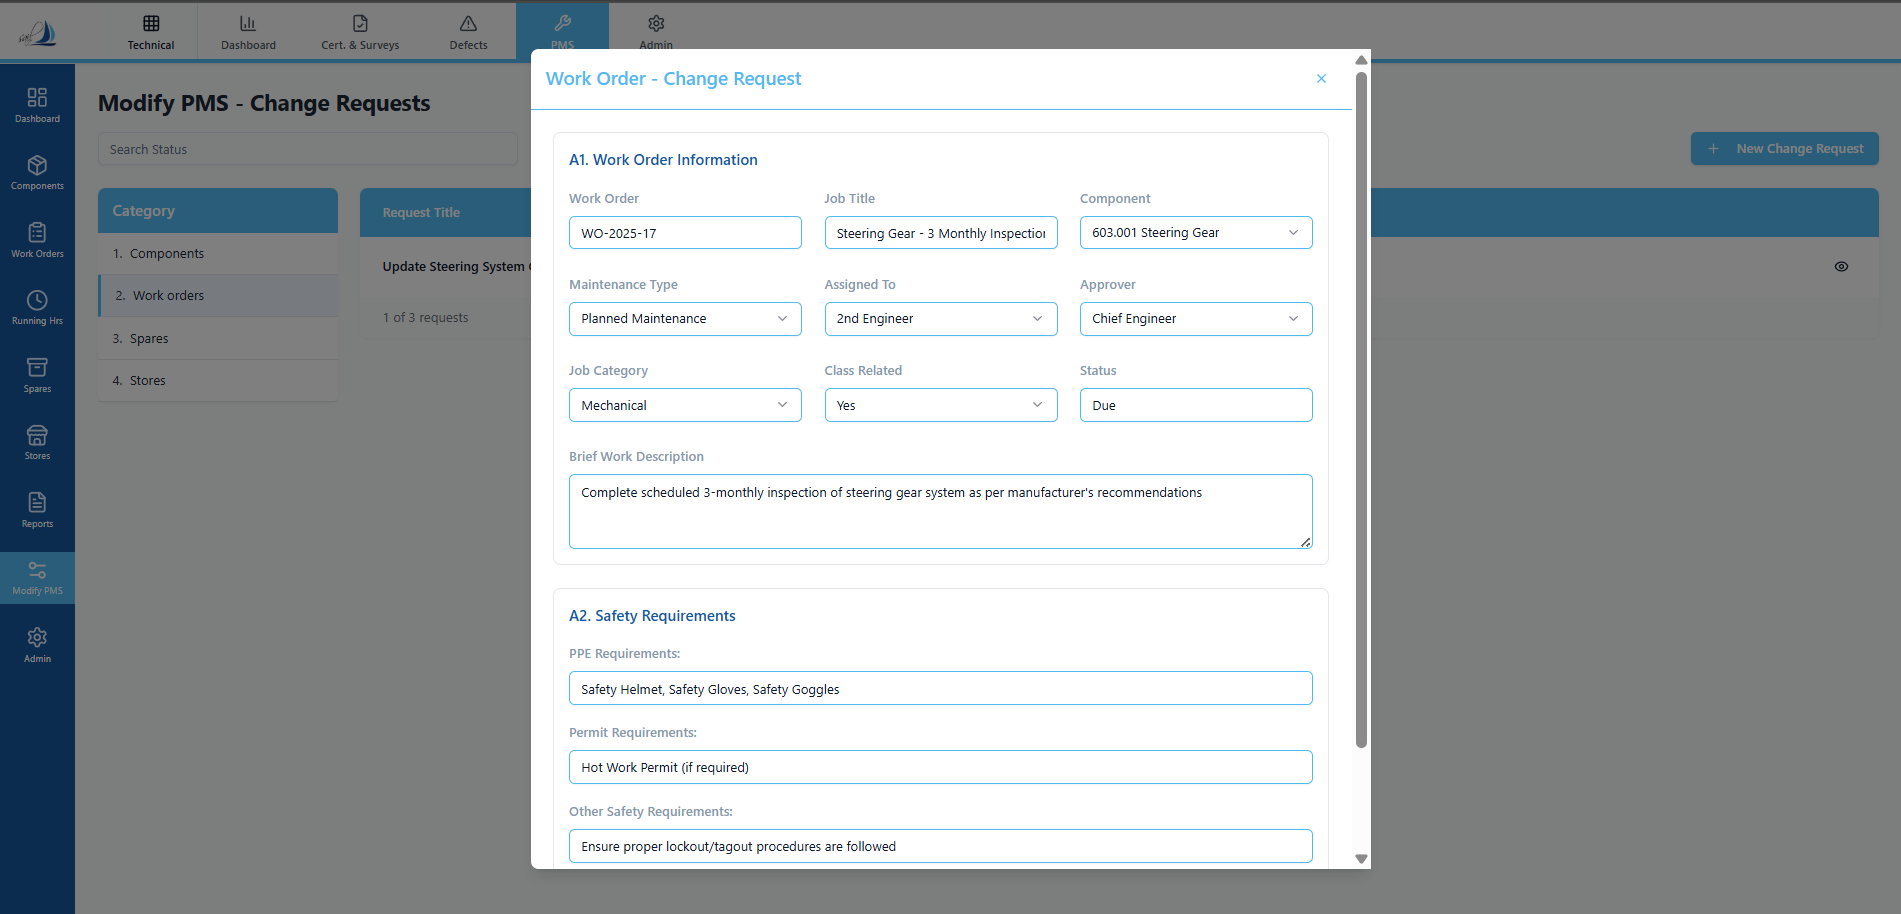 Technical
Dashboard
Cert. & Surveys
Defects
PMS
Admin
Dashboard
Components
Work Orders
Running Hrs
Spares
Stores
Reports
Modify PMS
Admin
Modify PMS - Change Requests
Search Status
+ New Change Request
Category
1. Components
2. Work orders
3. Spares
4. Stores
Request Title
Update Steering System
1 of 3 requests
Work Order - Change Request
A1. Work Order Information
Work Order
Job Title
Component
WO-2025-17
Steering Gear - 3 Monthly Inspection
603.001 Steering Gear
Maintenance Type
Assigned To
Approver
Planned Maintenance
2nd Engineer
Chief Engineer
Job Category
Class Related
Status
Mechanical
Yes
Due
Brief Work Description
Complete scheduled 3-monthly inspection of steering gear system as per manufacturer's recommendations
A2. Safety Requirements
PPE Requirements:
Safety Helmet, Safety Gloves, Safety Goggles
Permit Requirements:
Hot Work Permit (if required)
Other Safety Requirements:
Ensure proper lockout/tagout procedures are followed